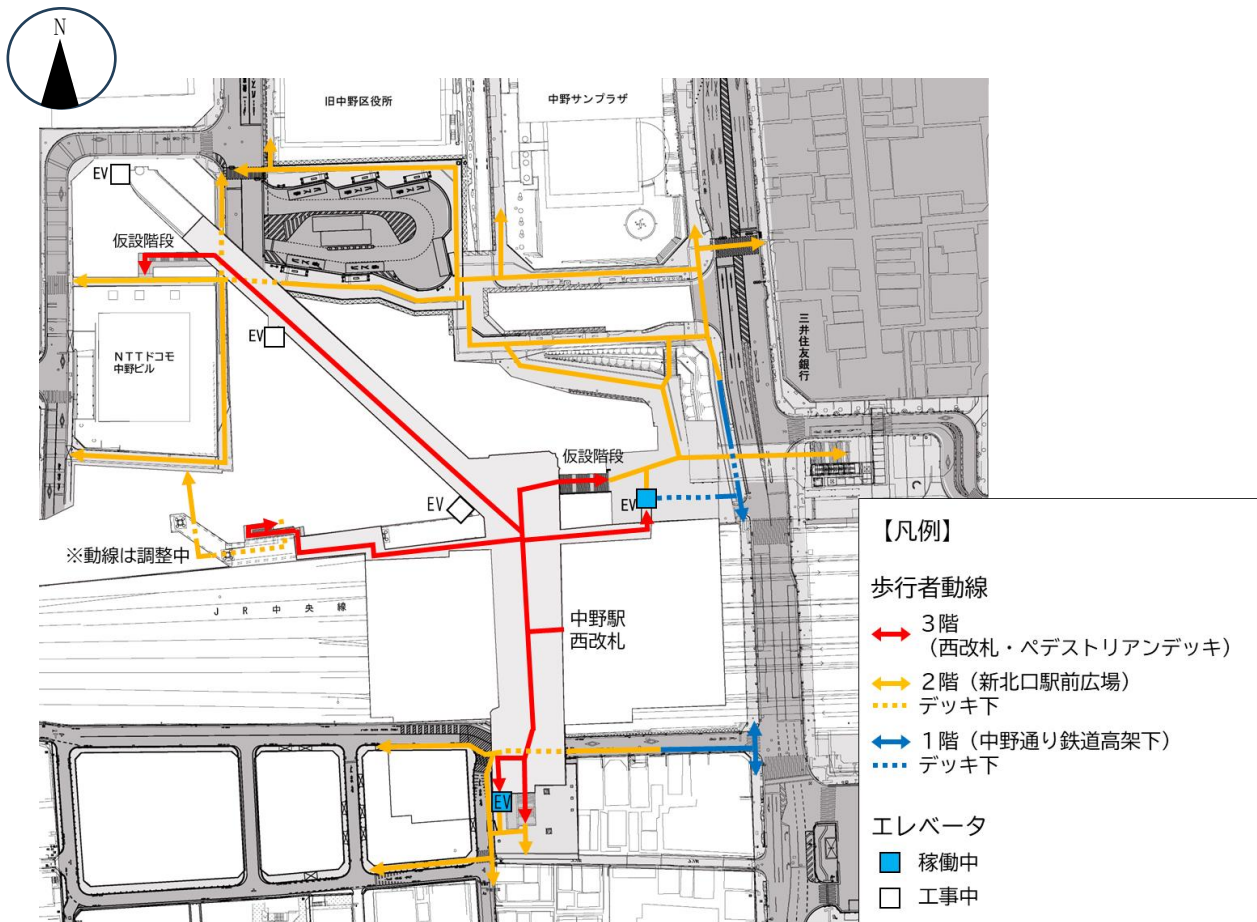 N
旧中野区役所
中野サンプラザ
EV
仮設階段
EV
NTTドコモ
中野ビル
三井住友銀行
仮設階段
EV
EV
※動線は調整中
JR中央線
中野駅
西改札
EV
【凡例】
歩行者動線
3階
(西改札・ペデストリアンデッキ)
2階(新北口駅前広場)
デッキ下
1階(中野通り鉄道高架下)
デッキ下
エレベータ
稼働中
工事中